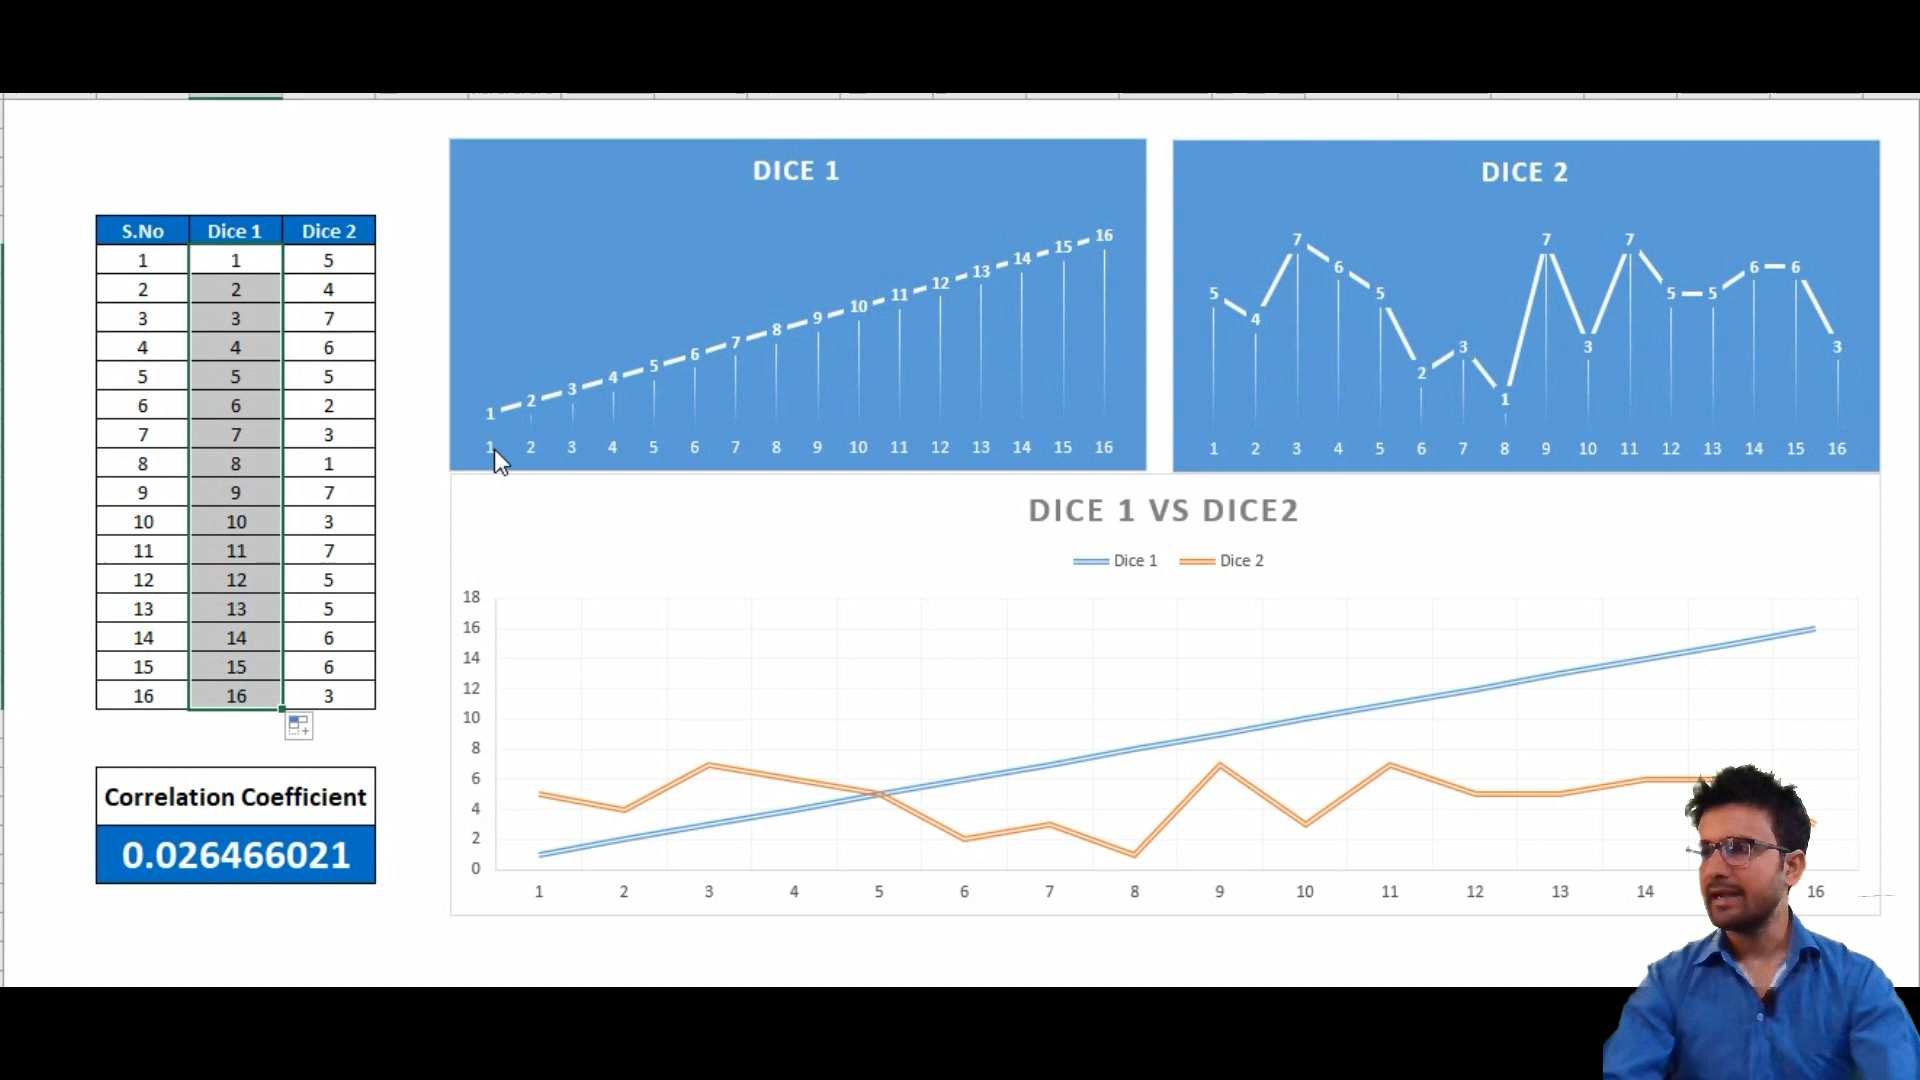 S.No Dice 1 Dice 2
1 1 5
2 2 4
3 3 7
4 4 6
5 5 5
6 6 2
7 7 3
8 8 1
9 9 7
10 10 3
11 11 7
12 12 5
13 13 5
14 14 6
15 15 6
16 16 3
Correlation Coefficient
0.026466021
DICE 1
1 2 3 4 5 6 7 8 9 10 11 12 13 14 15 16
1 2 3 4 5 6 7 8 9 10 11 12 13 14 15 16
DICE 2
5 4 7 6 5 2 3 1 7 3 7 5 5 6 6 3
1 2 3 4 5 6 7 8 9 10 11 12 13 14 15 16
DICE 1 VS DICE2
Dice 1 Dice 2
18
16
14
12
10
8
6
4
2
0
1 2 3 4 5 6 7 8 9 10 11 12 13 14 16